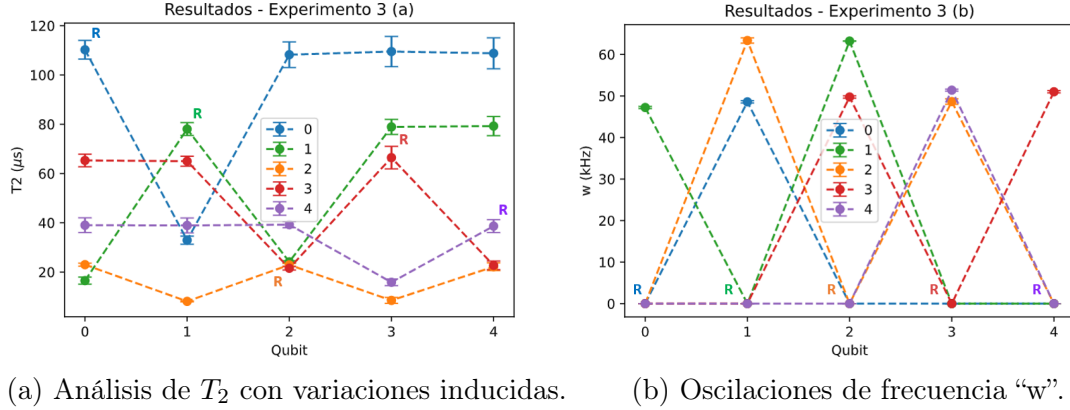 Resultados - Experimento 3 (a)
120
100
80
60
40
20
T2 (μs)
0 1 2 3 4
Qubit
R
R
R
R
R
0
1
2
3
4
Resultados - Experimento 3 (b)
60
50
40
30
20
10
0
w (kHz)
0 1 2 3 4
Qubit
R R R R R
0
1
2
3
4
(a) Análisis de T₂ con variaciones inducidas.
(b) Oscilaciones de frecuencia “w”.